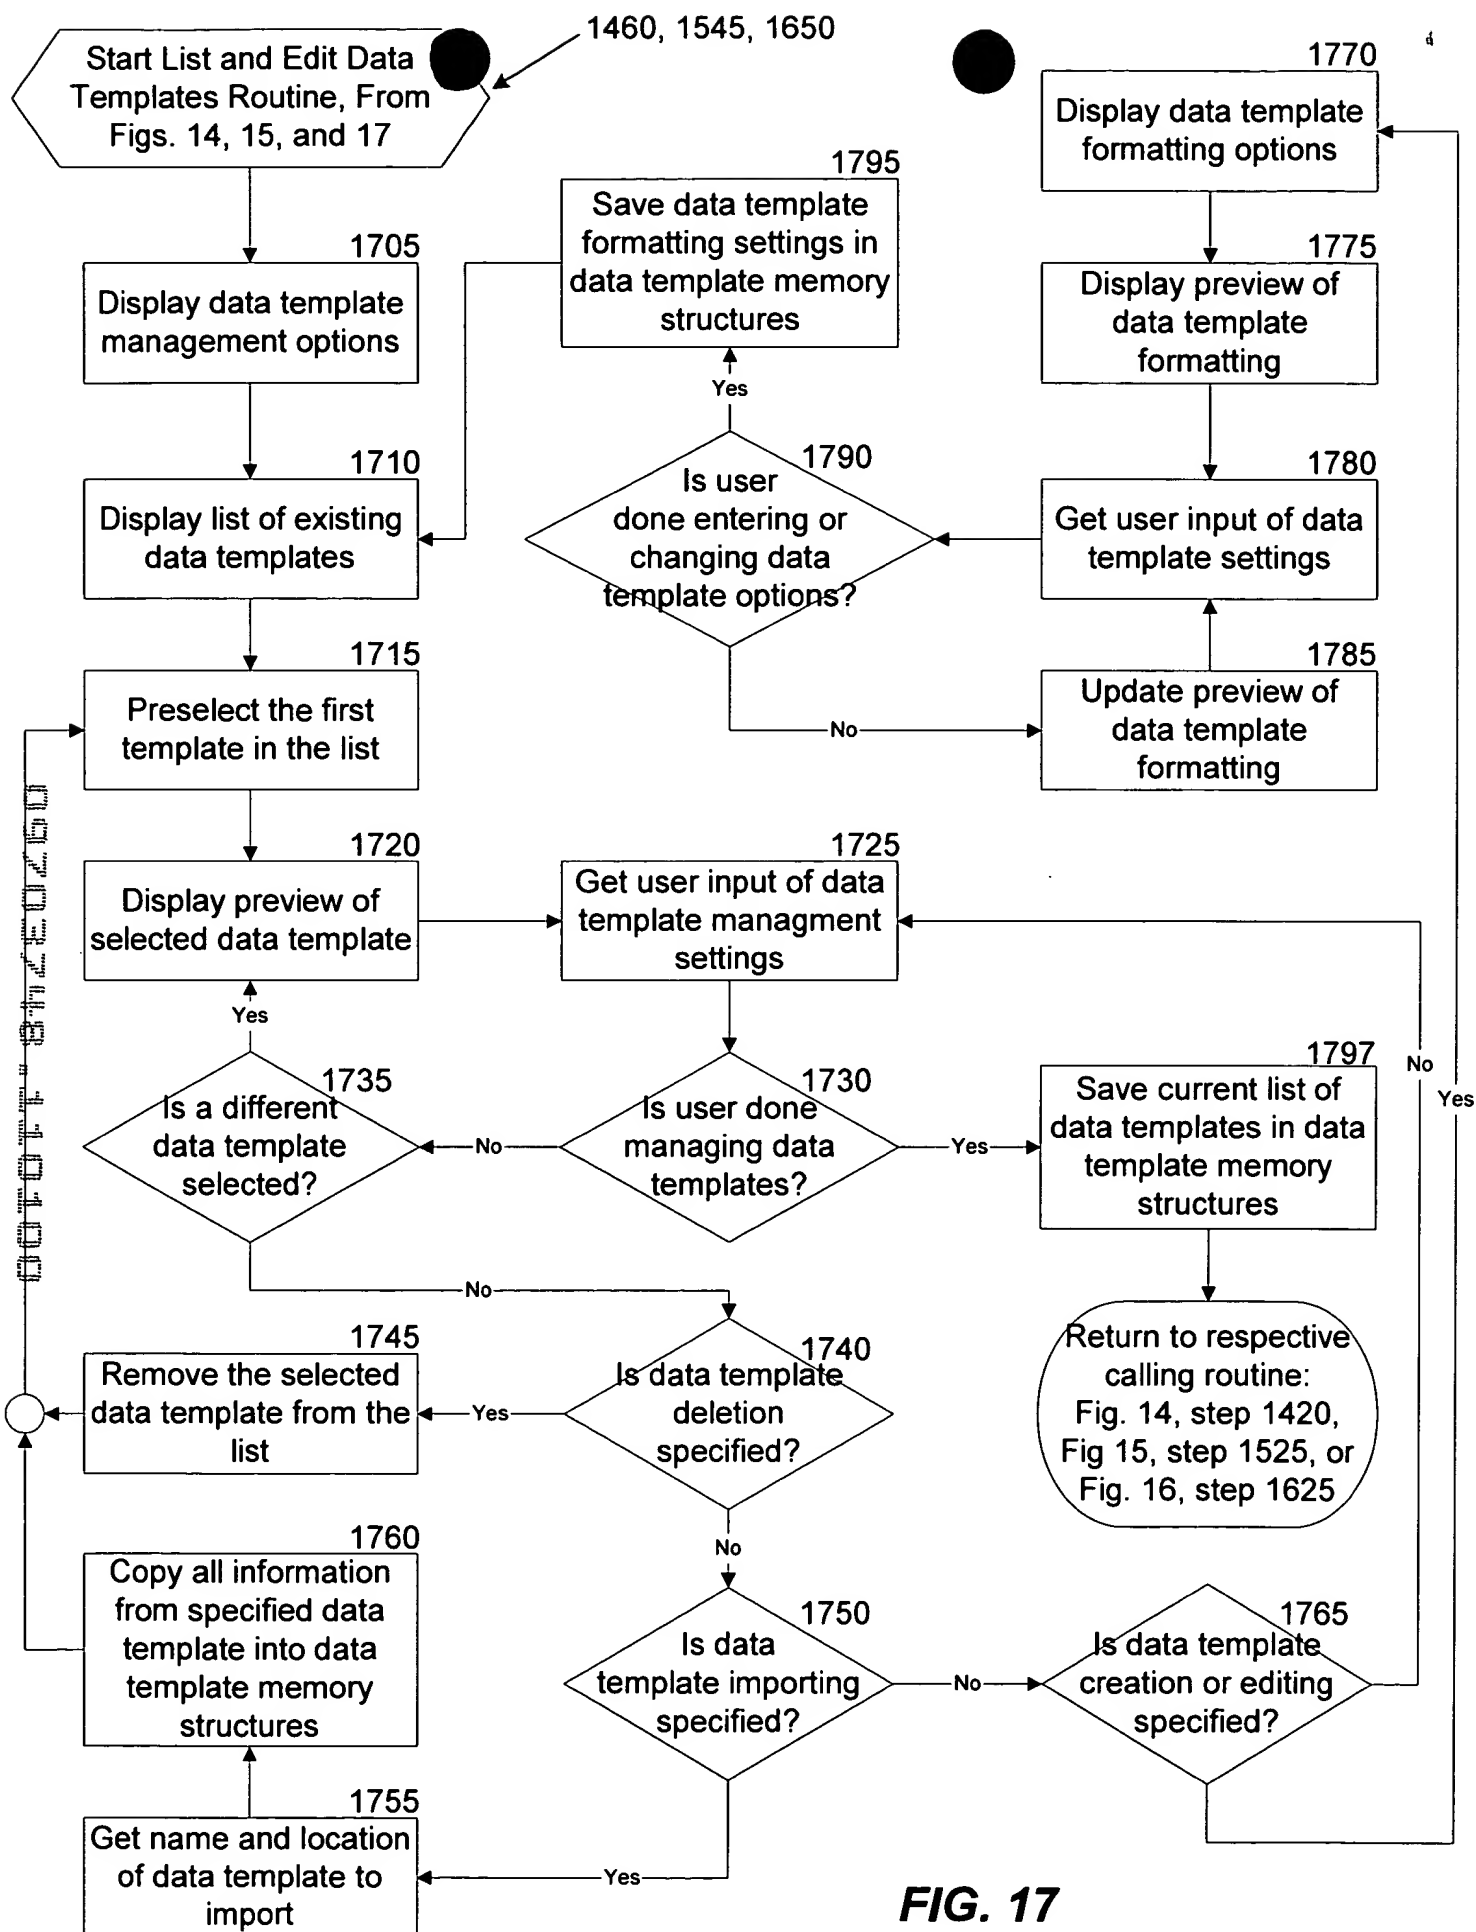 1460, 1545, 1650
Start List and Edit Data
Templates Routine, From
Figs. 14, 15, and 17
1705
Display data template
management options
1710
Display list of existing
data templates
1715
Preselect the first
template in the list
1720
Display preview of
selected data template
1725
Get user input of data
template managment
settings
1730
Is user done
managing data
templates?
No
Yes
1735
Is a different
data template
selected?
Yes
No
1740
Is data template
deletion
specified?
Yes
No
1745
Remove the selected
data template from the
list
1750
Is data
template importing
specified?
Yes
No
1755
Get name and location
of data template to
import
1760
Copy all information
from specified data
template into data
template memory
structures
1765
Is data template
creation or editing
specified?
No
Yes
1770
Display data template
formatting options
1775
Display preview of
data template
formatting
1780
Get user input of data
template settings
1785
Update preview of
data template
formatting
1790
Is user
done entering or
changing data
template options?
Yes
No
1795
Save data template
formatting settings in
data template memory
structures
1797
Save current list of
data templates in data
template memory
structures
Return to respective
calling routine:
Fig. 14, step 1420,
Fig 15, step 1525, or
Fig. 16, step 1625
FIG. 17